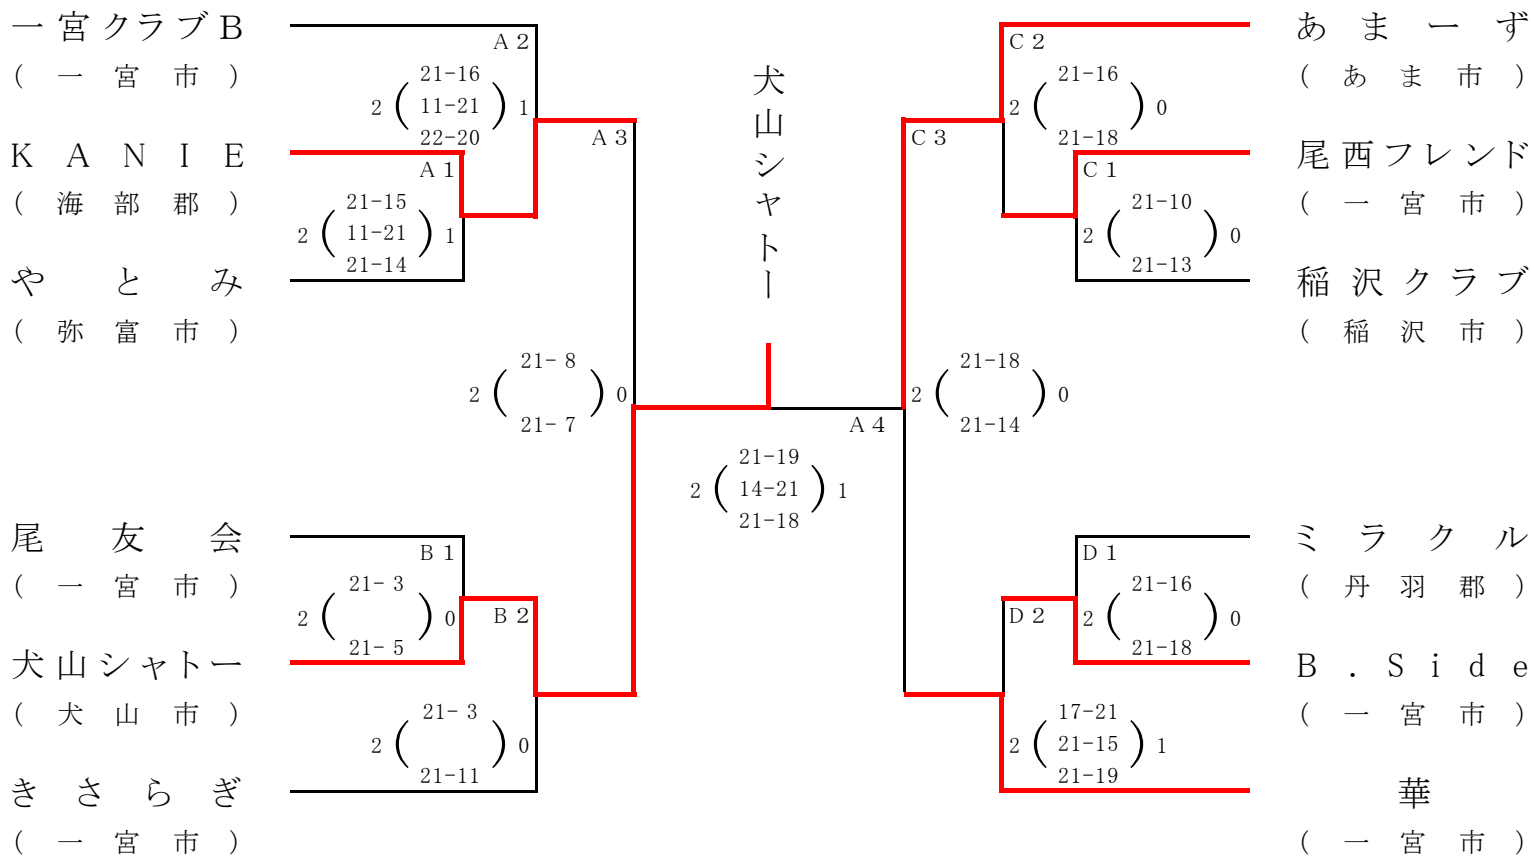 一宮クラブB
(一宮市)
KANIE
(海部郡)
やとみ
(弥富市)
尾友会
(一宮市)
犬山シャトー
(犬山市)
きさらぎ
(一宮市)
A2
2 ( 21-16
11-21
22-20 ) 1
A1
2 ( 21-15
11-21
21-14 ) 1
A3
2 ( 21- 8
21- 7 ) 0
B1
2 ( 21- 3
21- 5 ) 0
B2
2 ( 21- 3
21-11 ) 0
犬山シャトー
A4
2 ( 21-19
14-21
21-18 ) 1
C2
2 ( 21-16
21-18 ) 0
C1
2 ( 21-10
21-13 ) 0
C3
2 ( 21-18
21-14 ) 0
D1
2 ( 21-16
21-18 ) 0
D2
2 ( 17-21
21-15
21-19 ) 1
あまーず
(あま市)
尾西フレンド
(一宮市)
稲沢クラブ
(稲沢市)
ミラクル
(丹羽郡)
B.Side
(一宮市)
華
(一宮市)